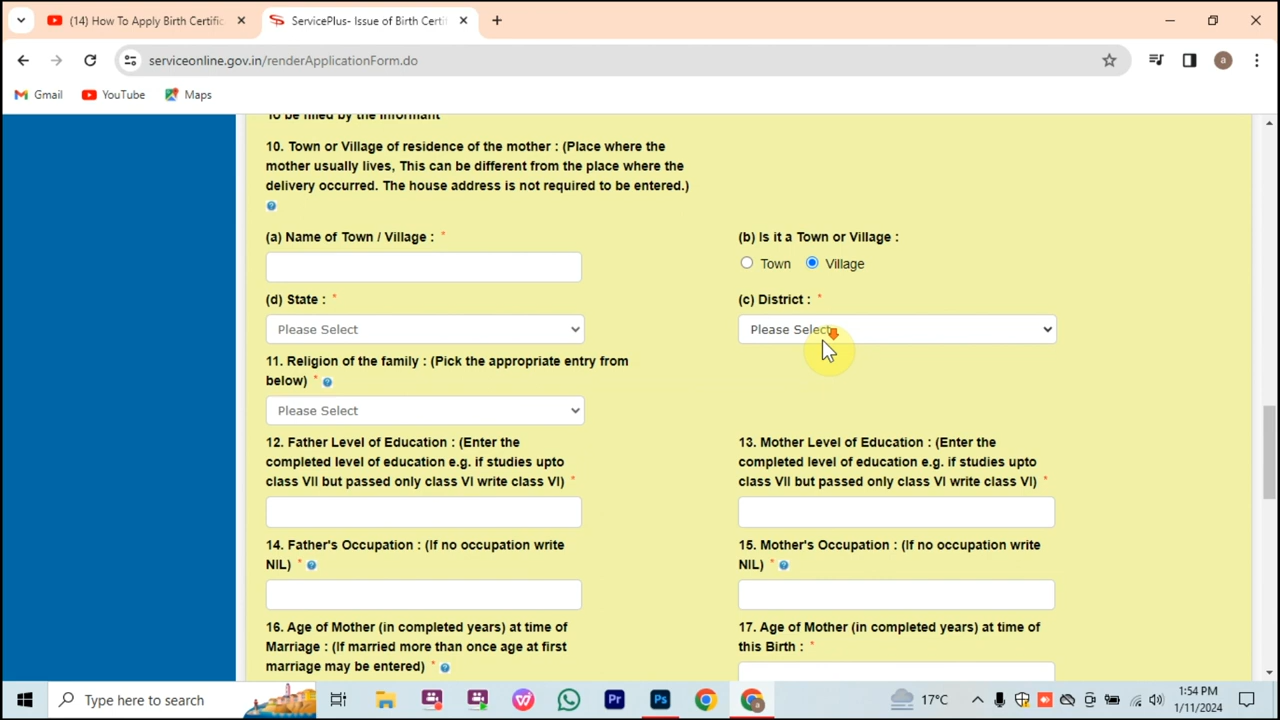 (14) How To Apply Birth Certific
ServicePlus- Issue of Birth Certi
serviceonline.gov.in/renderApplicationForm.do
a
Gmail
YouTube
Maps
To be filled by the informant
10. Town or Village of residence of the mother : (Place where the
mother usually lives, This can be different from the place where the
delivery occurred. The house address is not required to be entered.)
(a) Name of Town / Village : *
(b) Is it a Town or Village :
Town
Village
(d) State : *
(c) District : *
Please Select
Please Select
11. Religion of the family : (Pick the appropriate entry from
below) *
Please Select
12. Father Level of Education : (Enter the
completed level of education e.g. if studies upto
class VII but passed only class VI write class VI) *
13. Mother Level of Education : (Enter the
completed level of education e.g. if studies upto
class VII but passed only class VI write class VI) *
14. Father's Occupation : (If no occupation write
NIL) *
15. Mother's Occupation : (If no occupation write
NIL) *
16. Age of Mother (in completed years) at time of
Marriage : (If married more than once age at first
marriage may be entered) *
17. Age of Mother (in completed years) at time of
this Birth : *
Type here to search
Pr
Ps
17°C
1:54 PM
1/11/2024